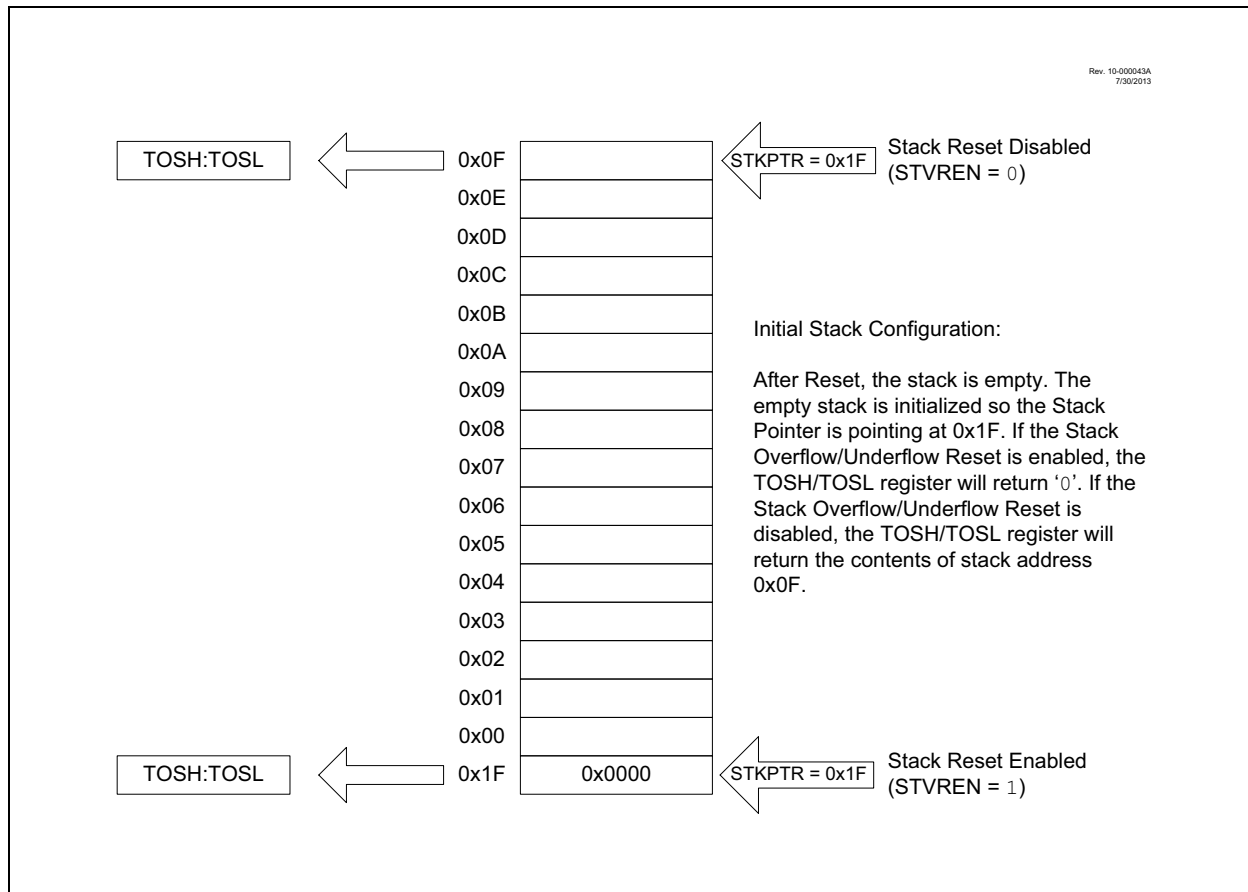 Rev. 10-000043A
7/30/2013
TOSH:TOSL
0x0F
STKPTR = 0x1F
Stack Reset Disabled
(STVREN = 0)
0x0E
0x0D
0x0C
0x0B
0x0A
0x09
0x08
0x07
0x06
0x05
0x04
0x03
0x02
0x01
0x00
Initial Stack Configuration:
After Reset, the stack is empty. The
empty stack is initialized so the Stack
Pointer is pointing at 0x1F. If the Stack
Overflow/Underflow Reset is enabled, the
TOSH/TOSL register will return ‘0’. If the
Stack Overflow/Underflow Reset is
disabled, the TOSH/TOSL register will
return the contents of stack address
0x0F.
TOSH:TOSL
0x1F
0x0000
STKPTR = 0x1F
Stack Reset Enabled
(STVREN = 1)